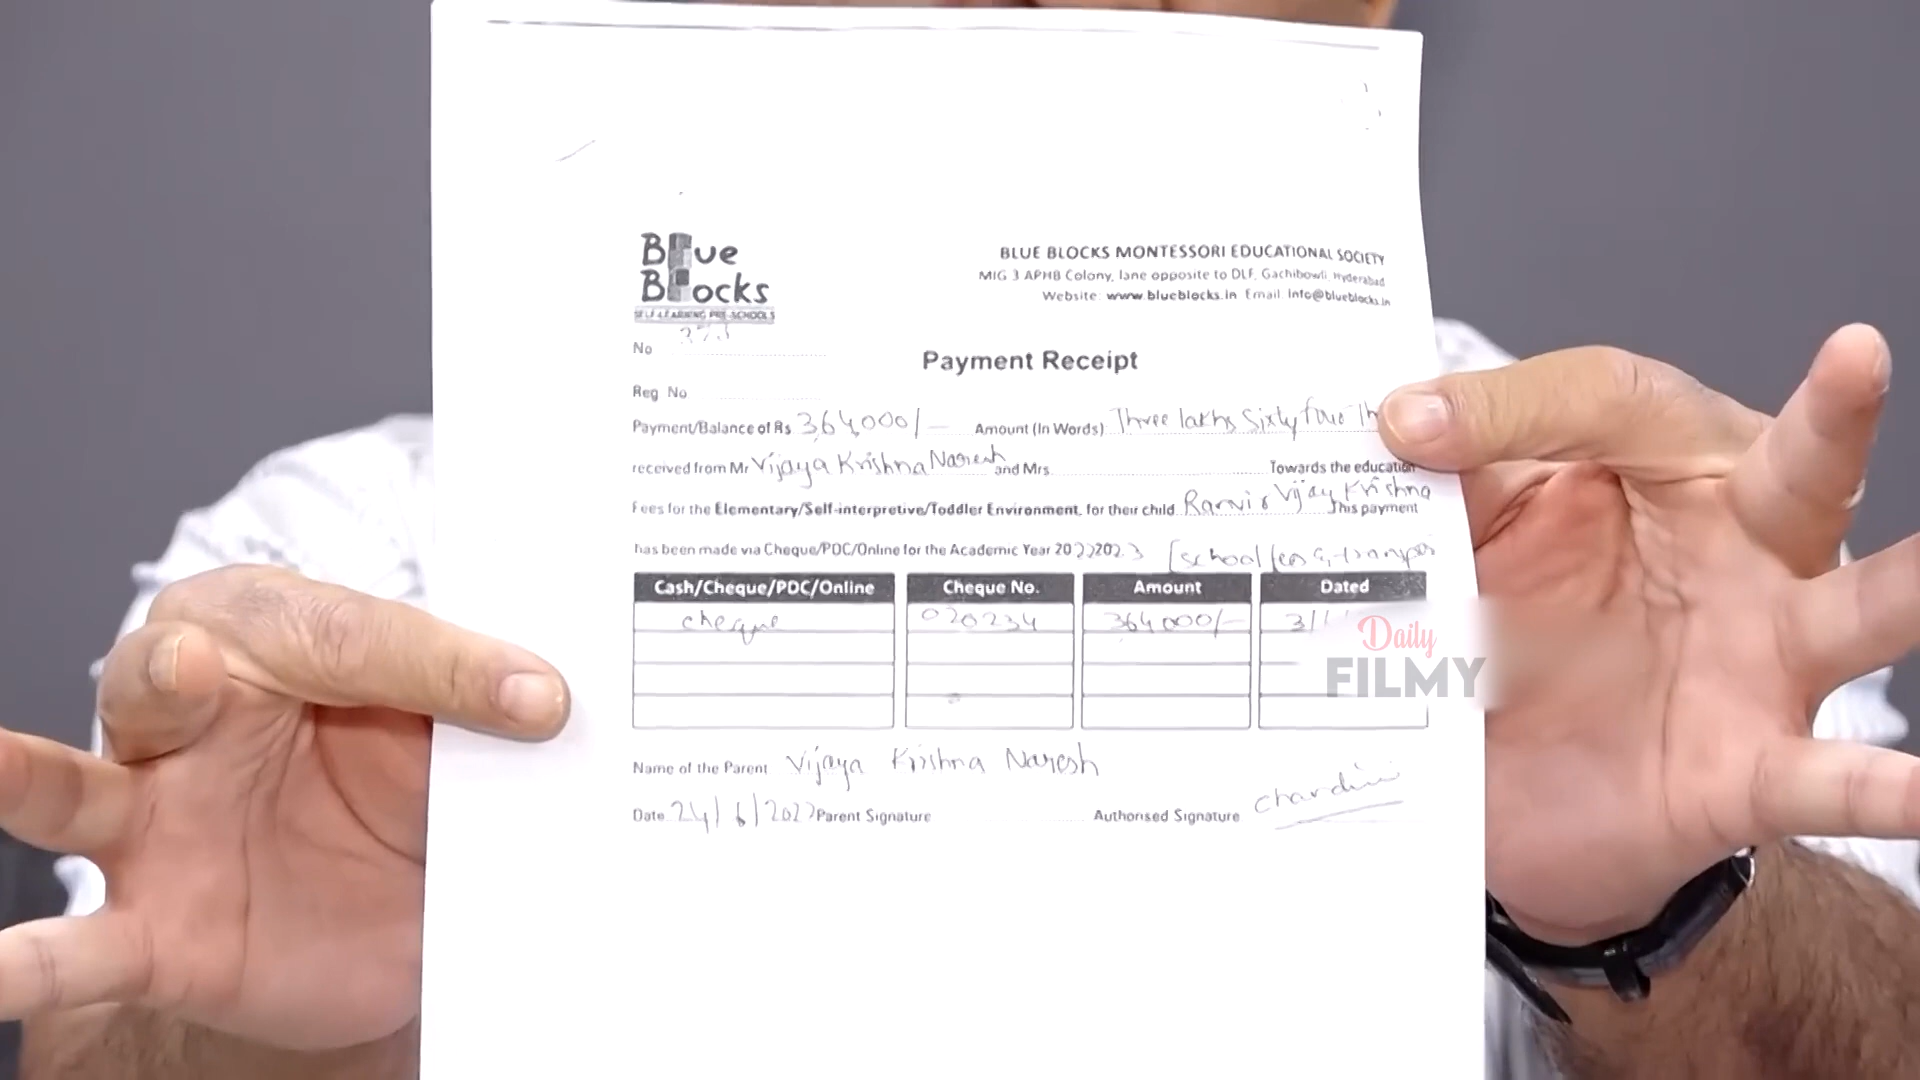 Blue
Blocks
SELF-LEARNING PRE-SCHOOLS
BLUE BLOCKS MONTESSORI EDUCATIONAL SOCIETY
MIG 3 APHB Colony, lane opposite to DLF, Gachibowli, Hyderabad
Website: www.blueblocks.in Email: Info@blueblocks.in
No
Payment Receipt
Reg No
Payment/Balance of Rs 364000/- Amount (In Words) Three lakhs Sixty four Th
received from Mr Vijaya Krishna Naresh and Mrs Towards the education
Fees for the Elementary/Self-interpretive/Toddler Environment, for their child Vijay Krishna This payment
has been made via Cheque/PDC/Online for the Academic Year 20222023 [school fees
Cash/Cheque/PDC/Online Cheque No. Amount Dated
cheque 020234 364000/- 31
Daily
FILMY
Name of the Parent Vijaya Krishna Naresh
Date 24/6/2022 Parent Signature Authorised Signature